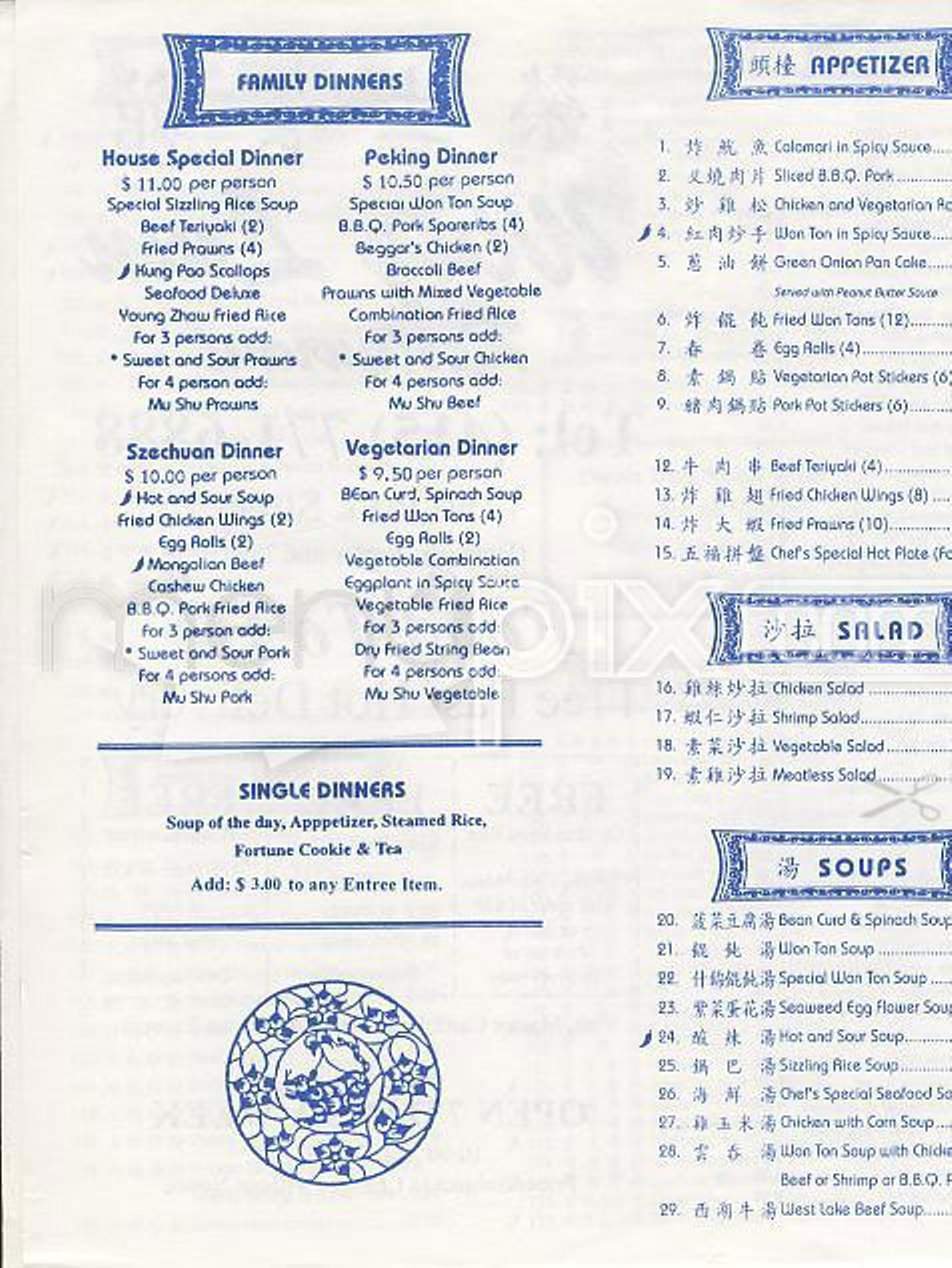 FAMILY DINNERS
House Special Dinner
$ 11.00 per person
Special Sizzling Rice Soup
Beef Teriyaki (2)
Fried Prawns (4)
Kung Pao Scallops
Seafood Deluxe
Young Zhow Fried Rice
For 3 persons add:
* Sweet and Sour Prawns
For 4 person add:
Mu Shu Prawns
Peking Dinner
$ 10.50 per person
Special Won Ton Soup
B.B.Q. Pork Spareribs (4)
Beggar's Chicken (2)
Broccoli Beef
Prawns with Mixed Vegetable
Combination Fried Rice
For 3 persons add:
* Sweet and Sour Chicken
For 4 persons add:
Mu Shu Beef
Szechuan Dinner
$ 10.00 per person
Hot and Sour Soup
Fried Chicken Wings (2)
Egg Rolls (2)
Mongolian Beef
Cashew Chicken
B.B.Q. Pork Fried Rice
For 3 person add:
* Sweet and Sour Pork
For 4 persons add:
Mu Shu Pork
Vegetarian Dinner
$ 9.50 per person
BEan Curd, Spinach Soup
Fried Won Tons (4)
Egg Rolls (2)
Vegetable Combination
Eggplant in Spicy Sauce
Vegetable Fried Rice
For 3 persons add:
Dry Fried String Bean
For 4 persons add:
Mu Shu Vegetable
SINGLE DINNERS
Soup of the day, Apppetizer, Steamed Rice,
Fortune Cookie & Tea
Add: $ 3.00 to any Entree Item.
頭檯 APPETIZER
1. 炸魷魚 Calamari in Spicy Sauce.....
2. 叉燒肉片 Sliced B.B.Q. Pork............
3. 炒雞松 Chicken and Vegetarian
4. 紅肉炒手 Won Ton in Spicy Sauce.....
5. 蔥油餅 Green Onion Pan Cake......
Served with Peanut Butter Sauce
6. 炸餛飩 Fried Won Tons (12)..........
7. 春卷 Egg Rolls (4)..................
8. 素鍋貼 Vegetarian Pot Stickers (6)
9. 豬肉鍋貼 Pork Pot Stickers (6)........
12. 牛肉串 Beef Teriyaki (4)..............
13. 炸雞翅 Fried Chicken Wings (8) .....
14. 炸大蝦 Fried Prawns (10).............
15. 五福拼盤 Chef's Special Hot Plate
沙拉 SALAD
16. 雞絲沙拉 Chicken Salad .................
17. 蝦仁沙拉 Shrimp Salad..................
18. 素菜沙拉 Vegetable Salad.............
19. 素雞沙拉 Meatless Salad...............
湯 SOUPS
20. 菠菜豆腐湯 Bean Curd & Spinach Soup
21. 餛飩湯 Won Ton Soup ...............
22. 什錦餛飩湯 Special Won Ton Soup ....
23. 紫菜蛋花湯 Seaweed Egg Flower Soup
24. 酸辣湯 Hot and Sour Soup.........
25. 鍋巴湯 Sizzling Rice Soup..........
26. 海鮮湯 Chef's Special Seafood
27. 雞玉米湯 Chicken with Corn Soup....
28. 雲吞湯 Won Ton Soup with
Beef or Shrimp or B.B.Q.
29. 西湖牛湯 West Lake Beef Soup......
menupix